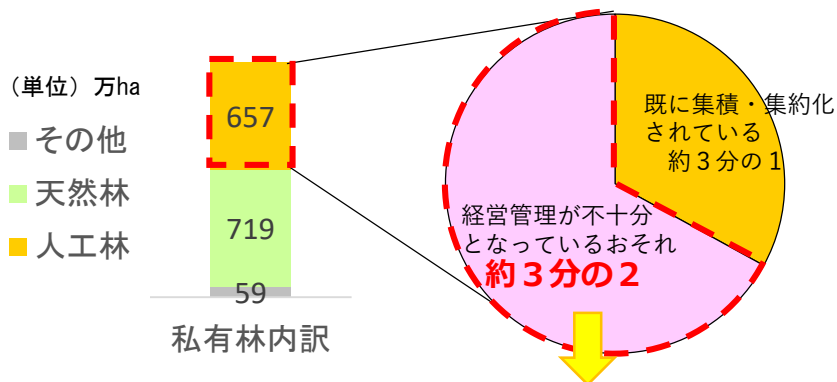 （単位）万ha
その他
天然林
人工林
657
719
59
私有林内訳
既に集積・集約化
されている
約３分の１
経営管理が不十分
となっているおそれ
約３分の２